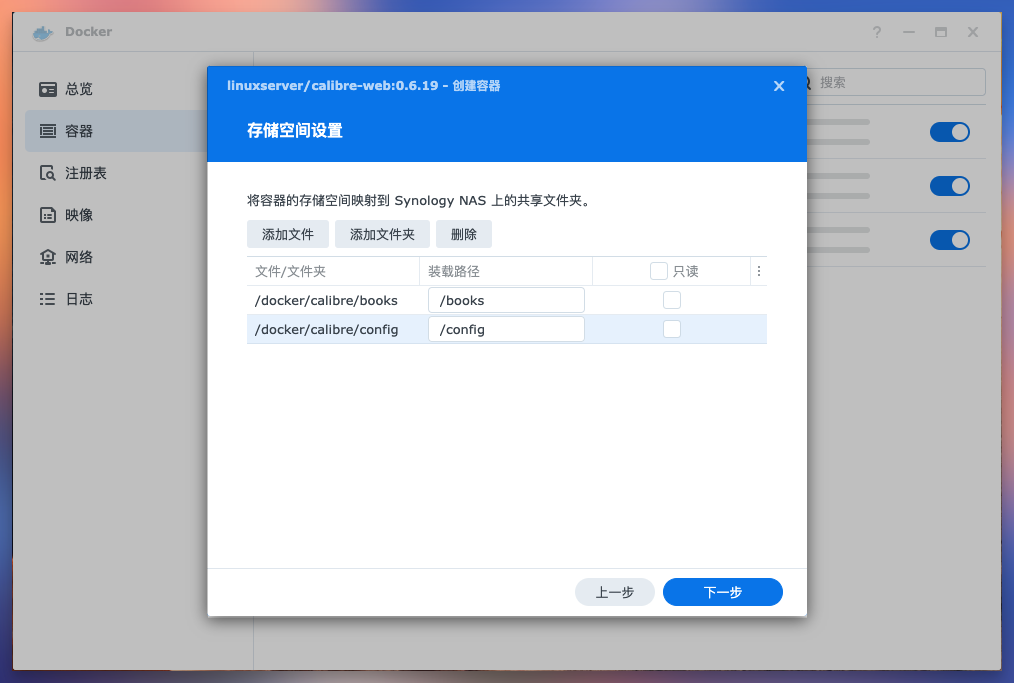 Docker
?
总览
容器
注册表
映像
网络
日志
搜索
linuxserver/calibre-web:0.6.19 - 创建容器
存储空间设置
将容器的存储空间映射到 Synology NAS 上的共享文件夹。
添加文件 添加文件夹 删除
文件/文件夹 装载路径 只读
/docker/calibre/books /books
/docker/calibre/config /config
上一步 下一步